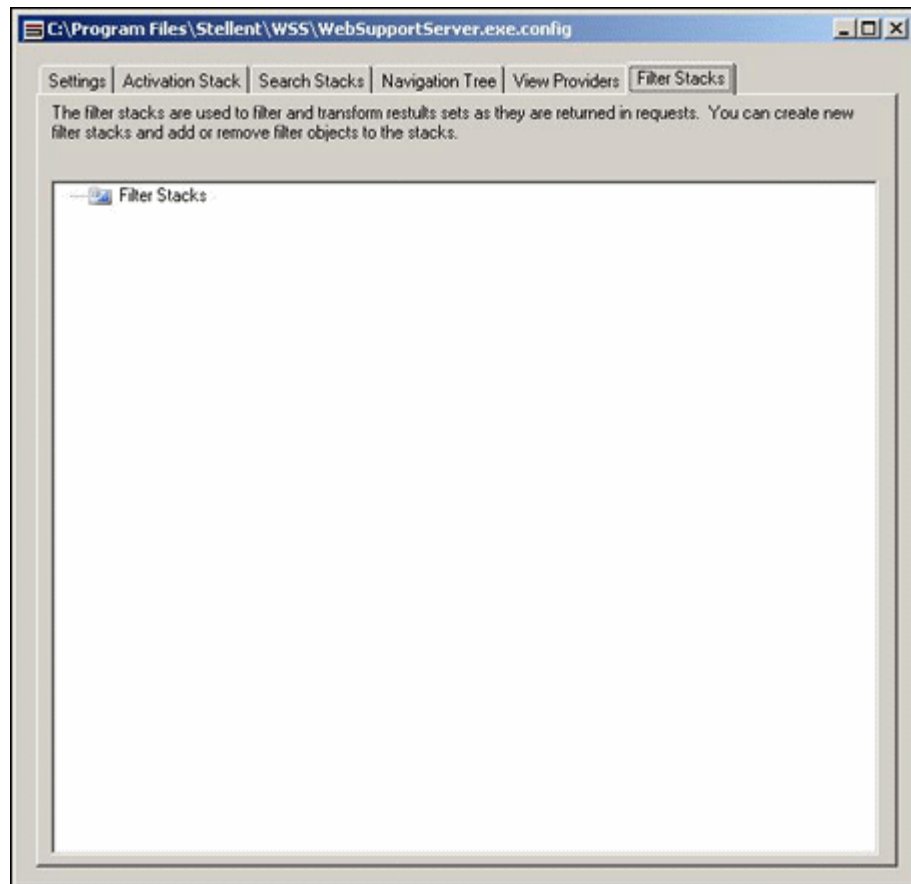 C:\Program Files\Stellent\WSS\WebSupportServer.exe.config
Settings Activation Stack Search Stacks Navigation Tree View Providers Filter Stacks
The filter stacks are used to filter and transform restults sets as they are returned in requests. You can create new
filter stacks and add or remove filter objects to the stacks.
Filter Stacks